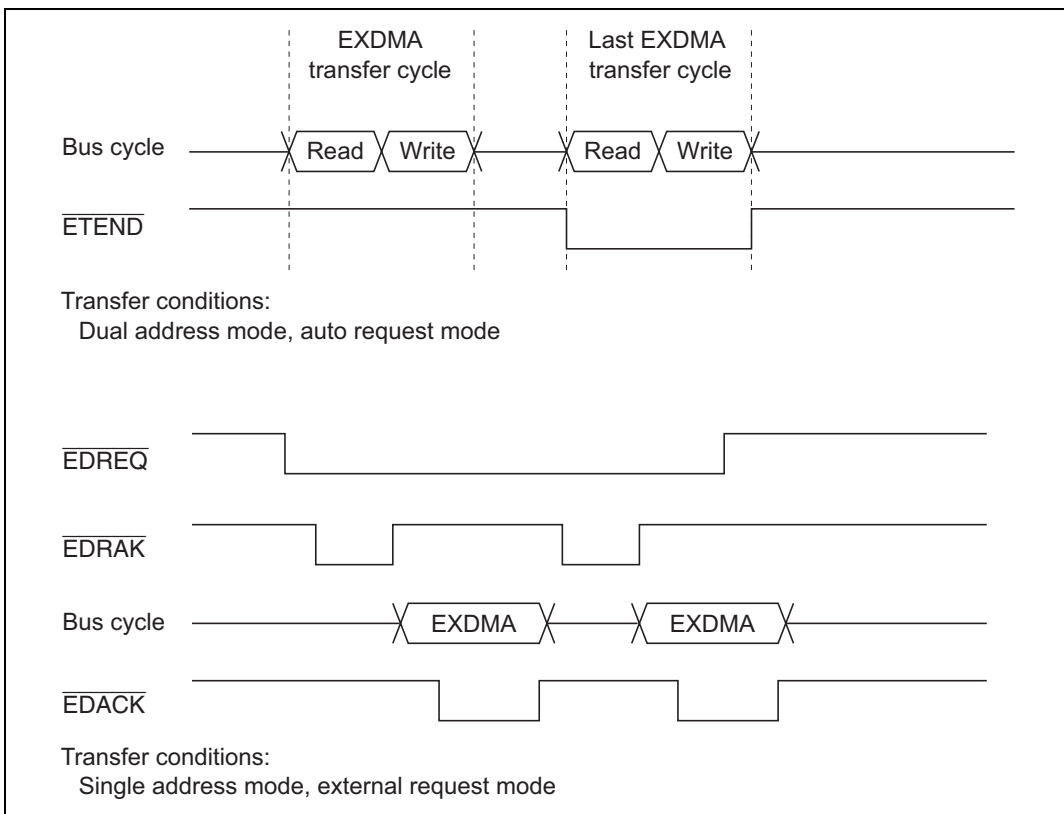 EXDMA
transfer cycle
Last EXDMA
transfer cycle
Bus cycle
Read
Write
Read
Write
ETEND
Transfer conditions:
Dual address mode, auto request mode
EDREQ
EDRAK
Bus cycle
EXDMA
EXDMA
EDACK
Transfer conditions:
Single address mode, external request mode